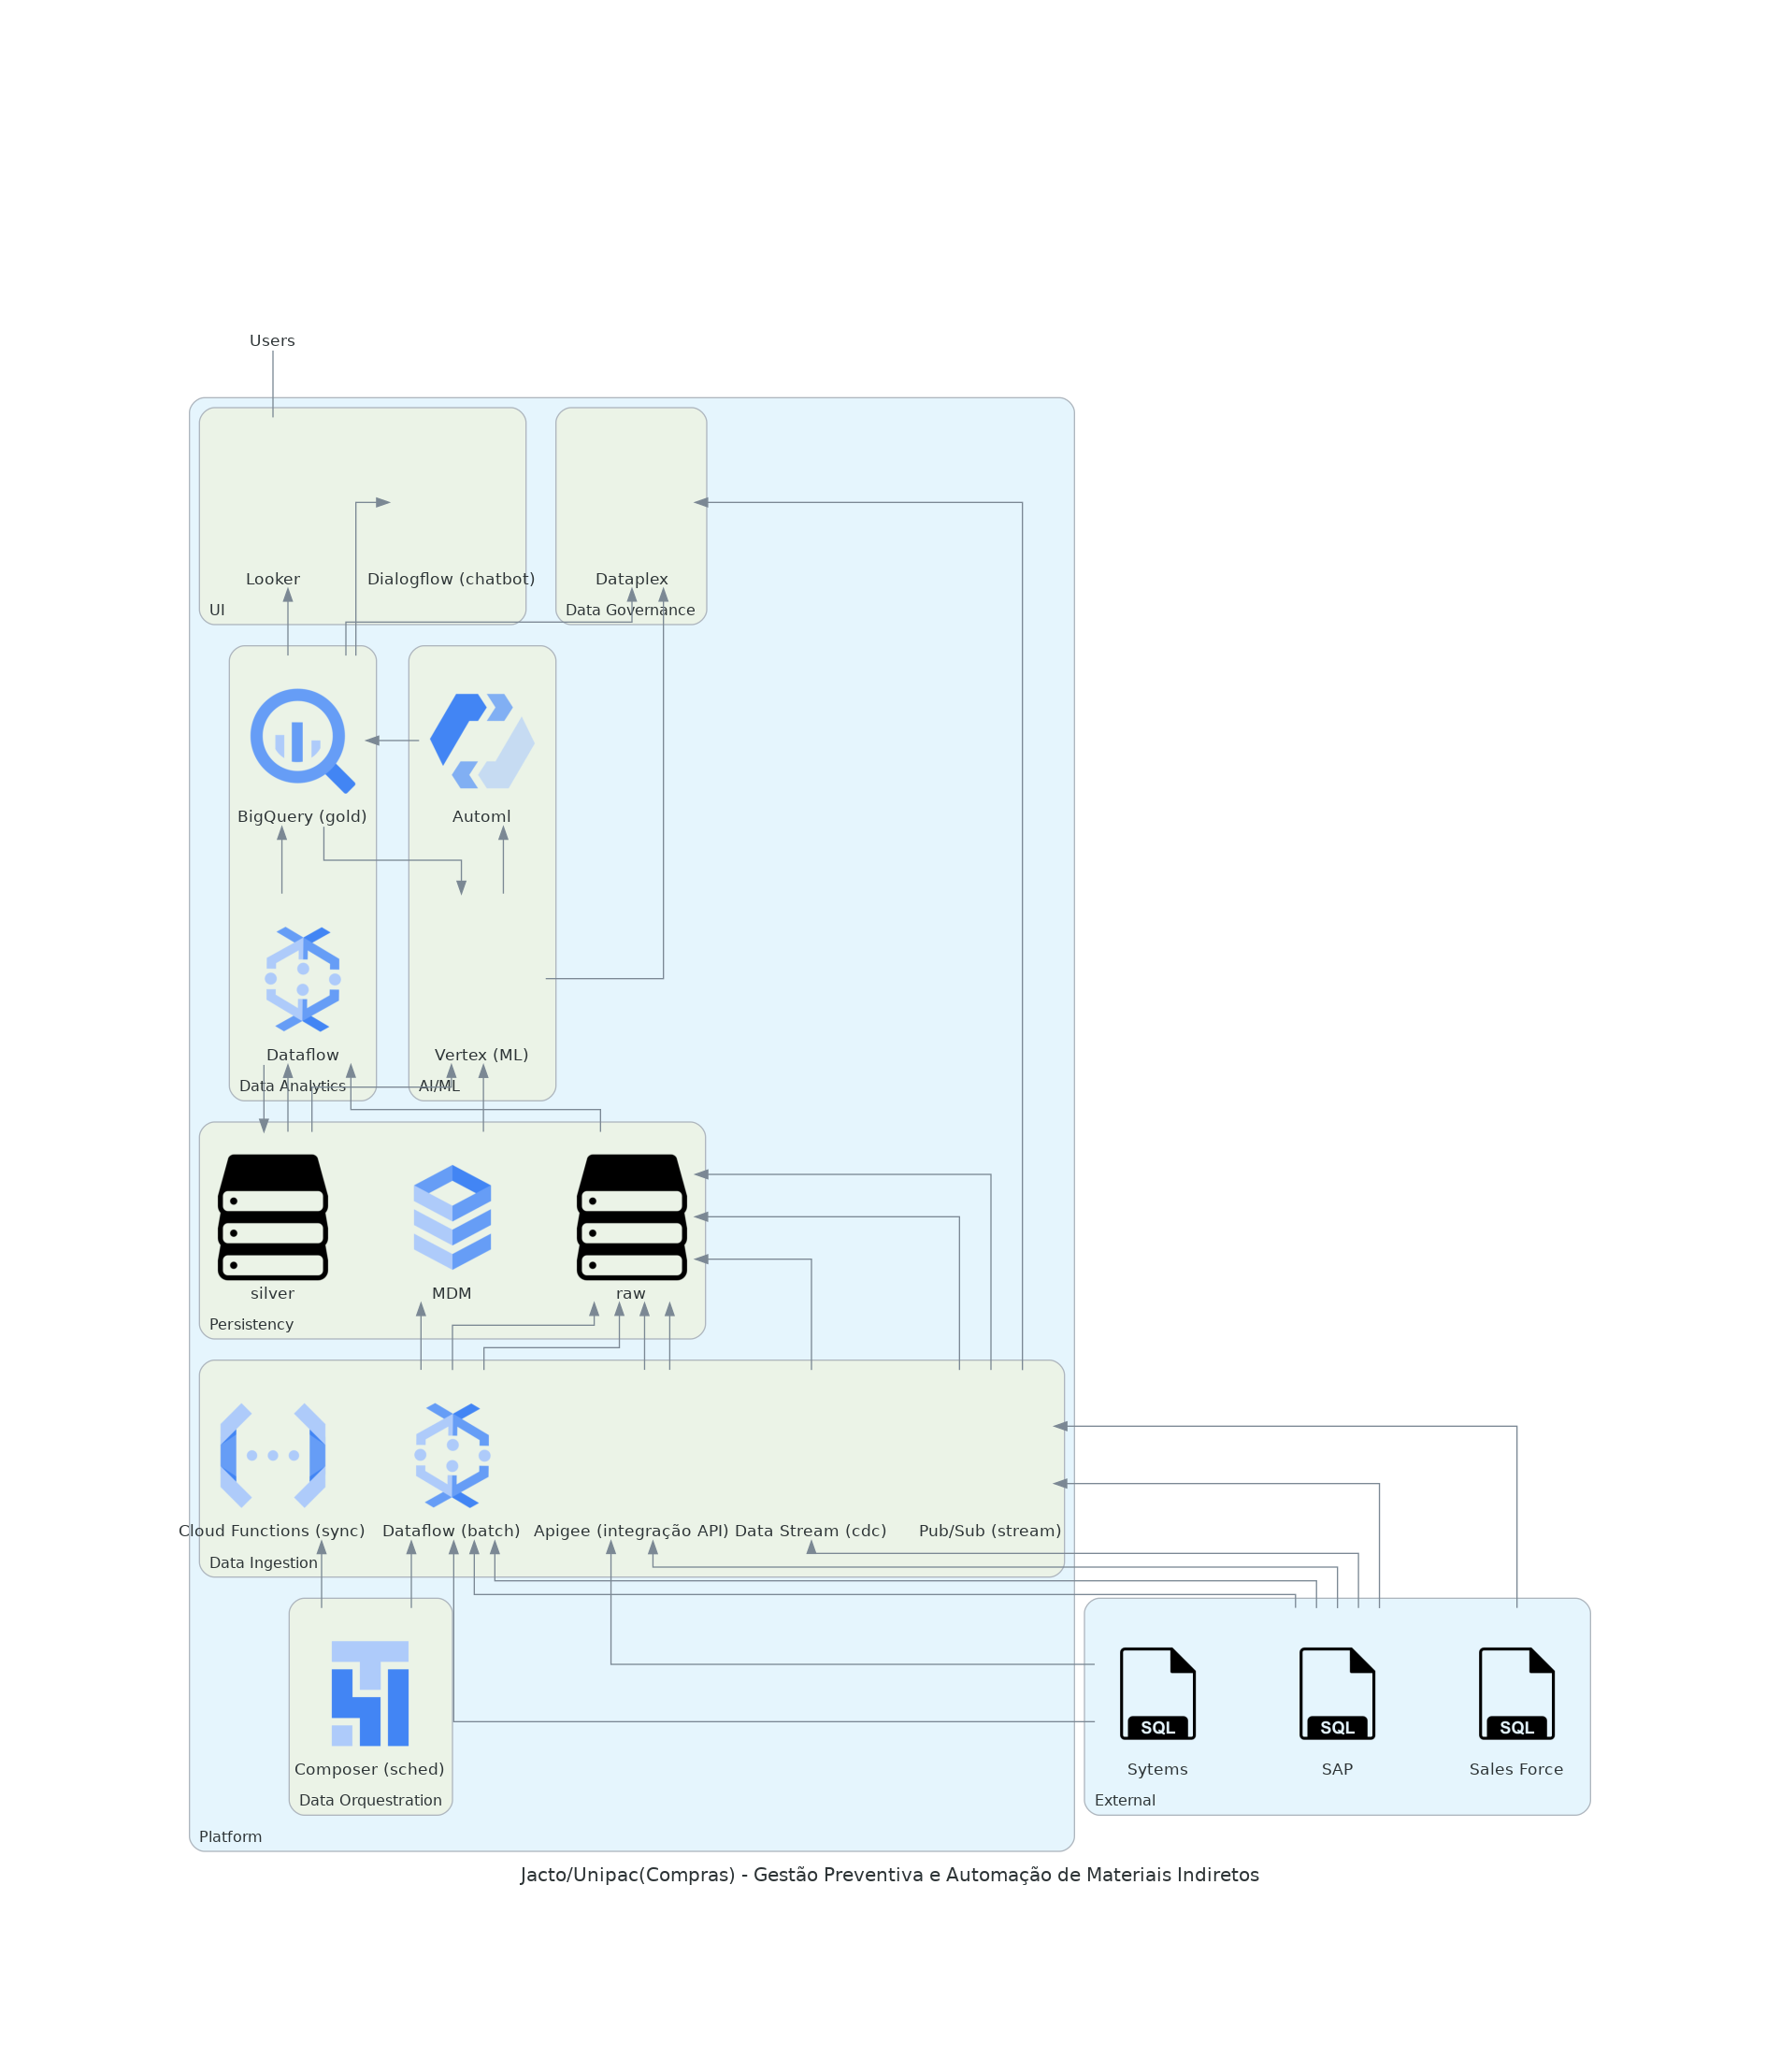 Users
Looker
Dialogflow (chatbot)
UI
Dataplex
Data Governance
BigQuery (gold)
Automl
Dataflow
Data Analytics
Vertex (ML)
AI/ML
silver
MDM
raw
Persistency
Cloud Functions (sync)
Dataflow (batch)
Apigee (integração API)
Data Stream (cdc)
Pub/Sub (stream)
Data Ingestion
Composer (sched)
Data Orquestration
SQL
SQL
SQL
Sytems
SAP
Sales Force
External
Platform
Jacto/Unipac(Compras) - Gestão Preventiva e Automação de Materiais Indiretos